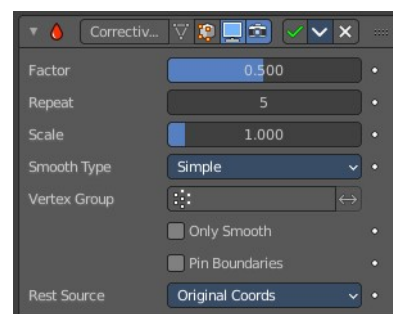 Correctiv...
Factor 0.500
Repeat 5
Scale 1.000
Smooth Type Simple
Vertex Group
Only Smooth
Pin Boundaries
Rest Source Original Coords